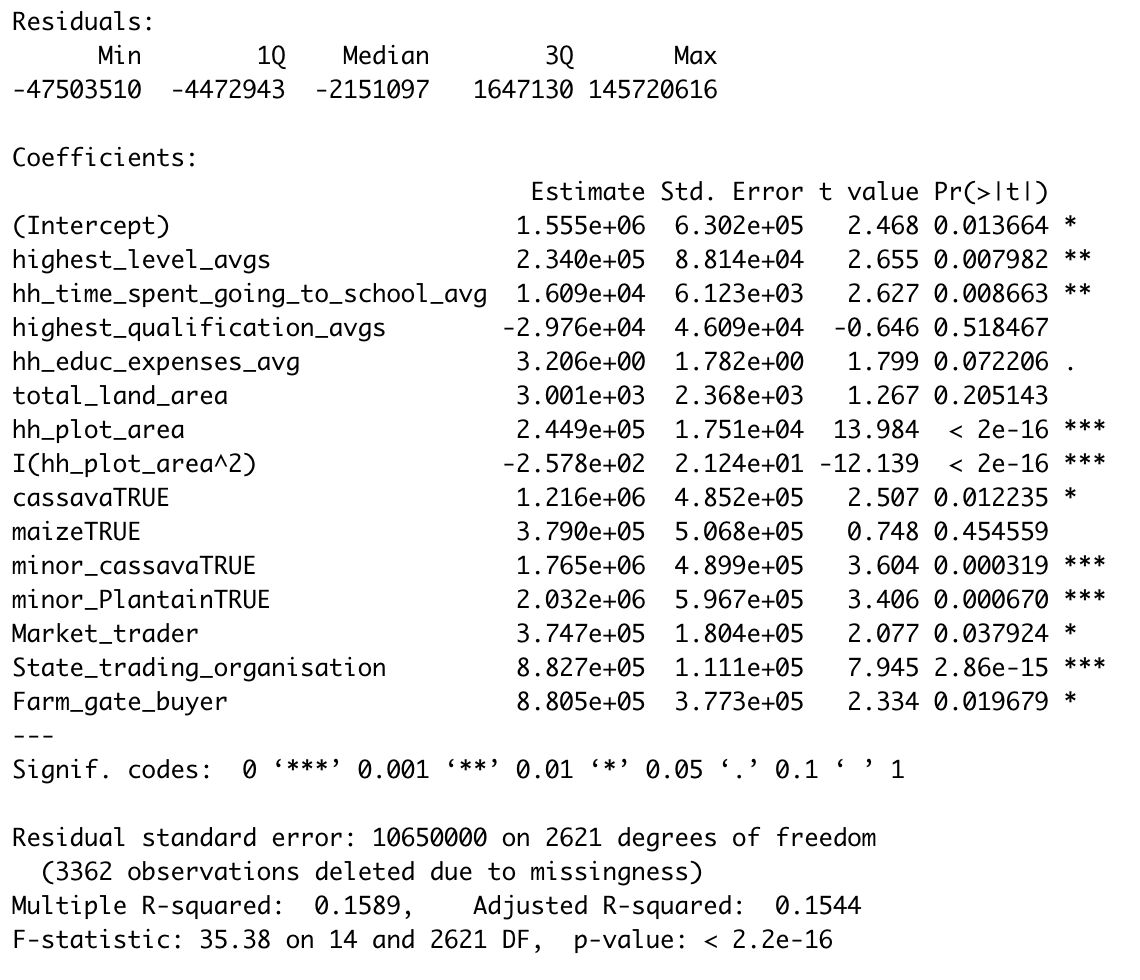 Residuals:
Min 1Q Median 3Q Max
-47503510 -4472943 -2151097 1647130 145720616
Coefficients:
Estimate Std. Error t value Pr(>|t|)
(Intercept) 1.555e+06 6.302e+05 2.468 0.013664 *
highest_level_avgs 2.340e+05 8.814e+04 2.655 0.007982 **
hh_time_spent_going_to_school_avg 1.609e+04 6.123e+03 2.627 0.008663 **
highest_qualification_avgs -2.976e+04 4.609e+04 -0.646 0.518467
hh_educ_expenses_avg 3.206e+00 1.782e+00 1.799 0.072206 .
total_land_area 3.001e+03 2.368e+03 1.267 0.205143
hh_plot_area 2.449e+05 1.751e+04 13.984 < 2e-16 ***
I(hh_plot_area^2) -2.578e+02 2.124e+01 -12.139 < 2e-16 ***
cassavaTRUE 1.216e+06 4.852e+05 2.507 0.012235 *
maizeTRUE 3.790e+05 5.068e+05 0.748 0.454559
minor_cassavaTRUE 1.765e+06 4.899e+05 3.604 0.000319 ***
minor_PlantainTRUE 2.032e+06 5.967e+05 3.406 0.000670 ***
Market_trader 3.747e+05 1.804e+05 2.077 0.037924 *
State_trading_organisation 8.827e+05 1.111e+05 7.945 2.86e-15 ***
Farm_gate_buyer 8.805e+05 3.773e+05 2.334 0.019679 *
---
Signif. codes: 0 ‘***’ 0.001 ‘**’ 0.01 ‘*’ 0.05 ‘.’ 0.1 ‘ ’ 1
Residual standard error: 10650000 on 2621 degrees of freedom
(3362 observations deleted due to missingness)
Multiple R-squared: 0.1589, Adjusted R-squared: 0.1544
F-statistic: 35.38 on 14 and 2621 DF, p-value: < 2.2e-16